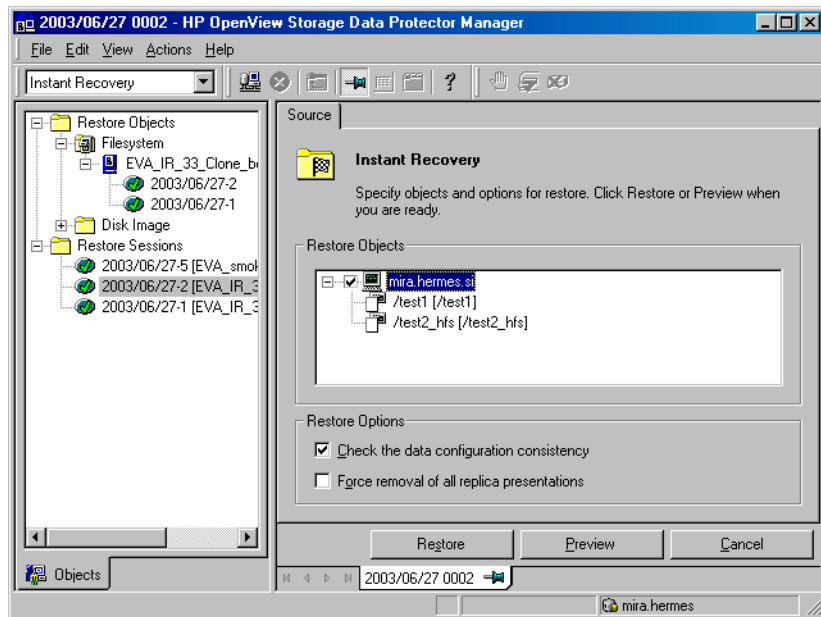 2003/06/27 0002 - HP OpenView Storage Data Protector Manager
File Edit View Actions Help
Instant Recovery
Restore Objects
Filesystem
EVA_IR_33_Clone_b
2003/06/27-2
2003/06/27-1
Disk Image
Restore Sessions
2003/06/27-5 [EVA_smol
2003/06/27-2 [EVA_IR_3
2003/06/27-1 [EVA_IR_3
Objects
Source
Instant Recovery
Specify objects and options for restore. Click Restore or Preview when
you are ready.
Restore Objects
mira.hermes.si
/test1 [/test1]
/test2_hfs [/test2_hfs]
Restore Options
Check the data configuration consistency
Force removal of all replica presentations
Restore Preview Cancel
2003/06/27 0002
mira.hermes